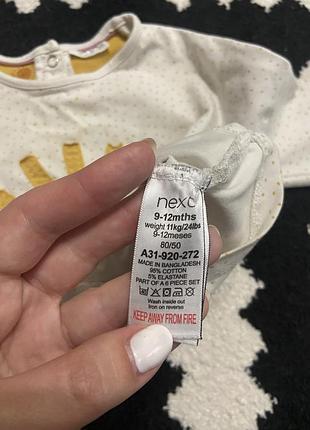 next
9-12mths
weight 11kg/24lbs
9-12meses
80/50
A31-920-272
MADE IN BANGLADESH
95% COTTON
5% ELASTANE
PART OF A 6 PIECE SET
Wash inside out
Iron on reverse
KEEP AWAY FROM FIRE